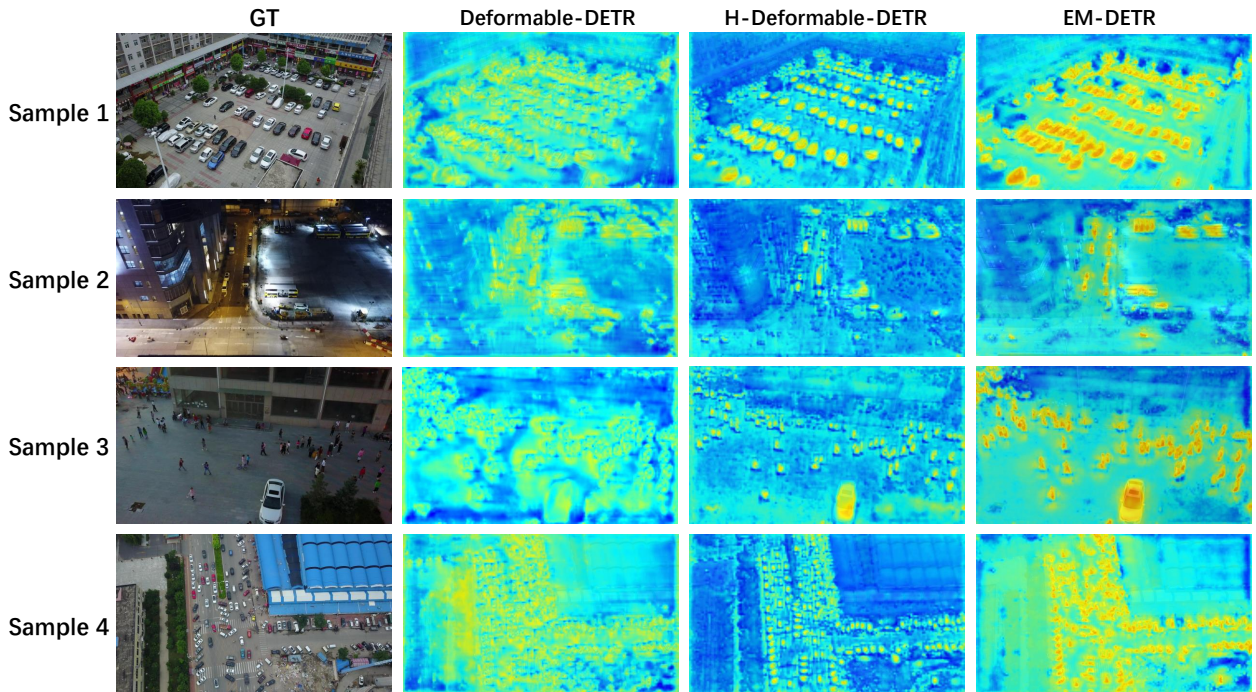 GT Deformable-DETR H-Deformable-DETR EM-DETR
Sample 1
Sample 2
Sample 3
Sample 4